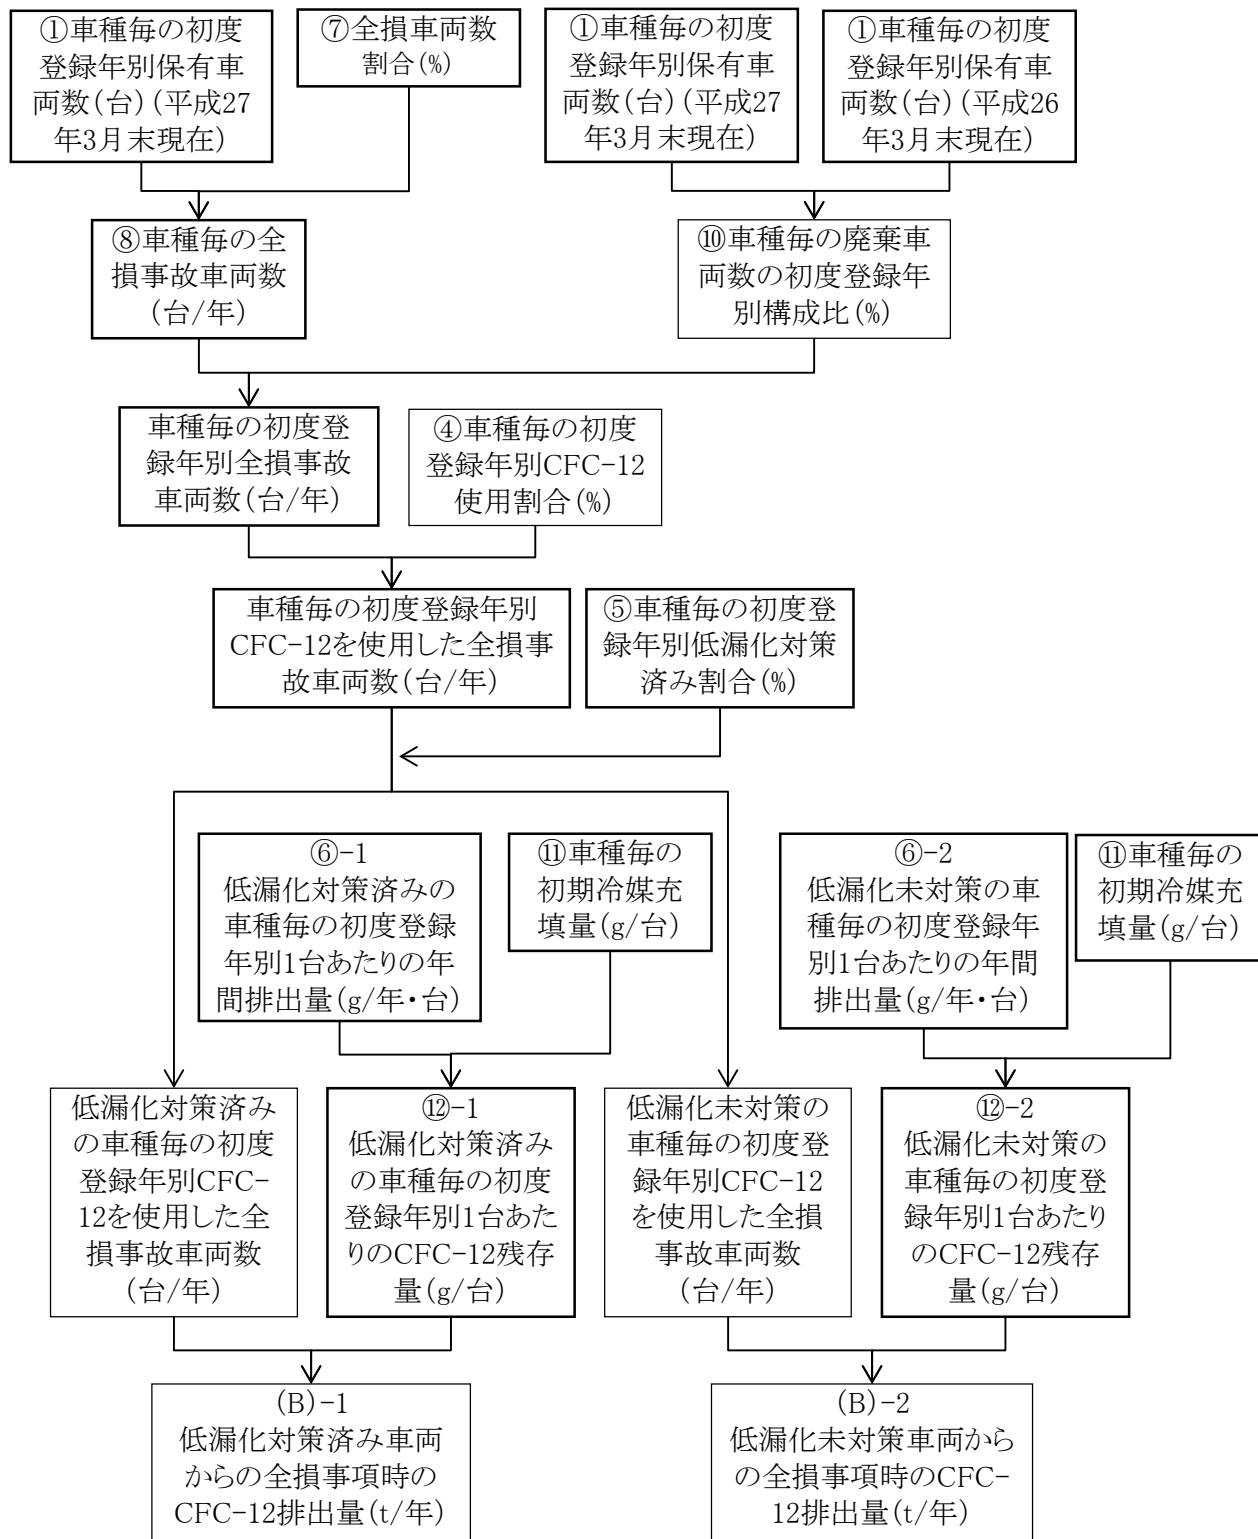 ①車種毎の初度
登録年別保有車
両数(台)(平成27
年3月末現在)
⑦全損車両数
割合(%)
①車種毎の初度
登録年別保有車
両数(台)(平成27
年3月末現在)
①車種毎の初度
登録年別保有車
両数(台)(平成26
年3月末現在)
⑧車種毎の全
損事故車両数
(台/年)
⑩車種毎の廃棄車
両数の初度登録年
別構成比(%)
車種毎の初度登
録年別全損事故
車両数(台/年)
④車種毎の初度
登録年別CFC-12
使用割合(%)
車種毎の初度登録年別
CFC-12を使用した全損事
故車両数(台/年)
⑤車種毎の初度登
録年別低漏化対策
済み割合(%)
⑥-1
低漏化対策済みの
車種毎の初度登録
年別1台あたりの年
間排出量(g/年・台)
⑪車種毎の
初期冷媒充
填量(g/台)
⑥-2
低漏化未対策の車
種毎の初度登録年
別1台あたりの年間
排出量(g/年・台)
⑪車種毎の
初期冷媒充
填量(g/台)
低漏化対策済み
の車種毎の初度
登録年別CFC-
12を使用した全
損事故車両数
(台/年)
⑫-1
低漏化対策済み
の車種毎の初度
登録年別1台あた
りのCFC-12残存
量(g/台)
低漏化未対策の
車種毎の初度登
録年別CFC-12
を使用した全損
事故車両数
(台/年)
⑫-2
低漏化未対策の
車種毎の初度登
録年別1台あたり
のCFC-12残存
量(g/台)
(B)-1
低漏化対策済み車両
からの全損事項時の
CFC-12排出量(t/年)
(B)-2
低漏化未対策車両から
の全損事項時のCFC-
12排出量(t/年)